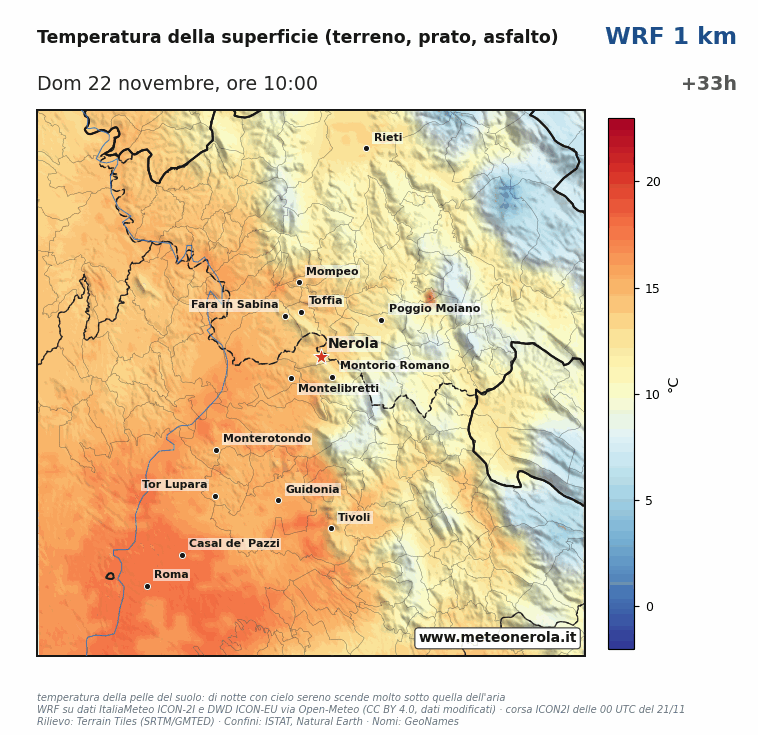 Temperatura della superficie (terreno, prato, asfalto)
WRF 1 km
Dom 22 novembre, ore 10:00
+33h
Rieti
Mompeo
Fara in Sabina
Toffia
Poggio Moiano
Nerola
Montorio Romano
Montelibretti
Monterotondo
Tor Lupara
Guidonia
Tivoli
Casal de' Pazzi
Roma
www.meteonerola.it
20
15
10
5
0
°C
temperatura della pelle del suolo: di notte con cielo sereno scende molto sotto quella dell'aria
WRF su dati ItaliaMeteo ICON-2I e DWD ICON-EU via Open-Meteo (CC BY 4.0, dati modificati) · corsa ICON2I delle 00 UTC del 21/11
Rilievo: Terrain Tiles (SRTM/GMTED) · Confini: ISTAT, Natural Earth · Nomi: GeoNames